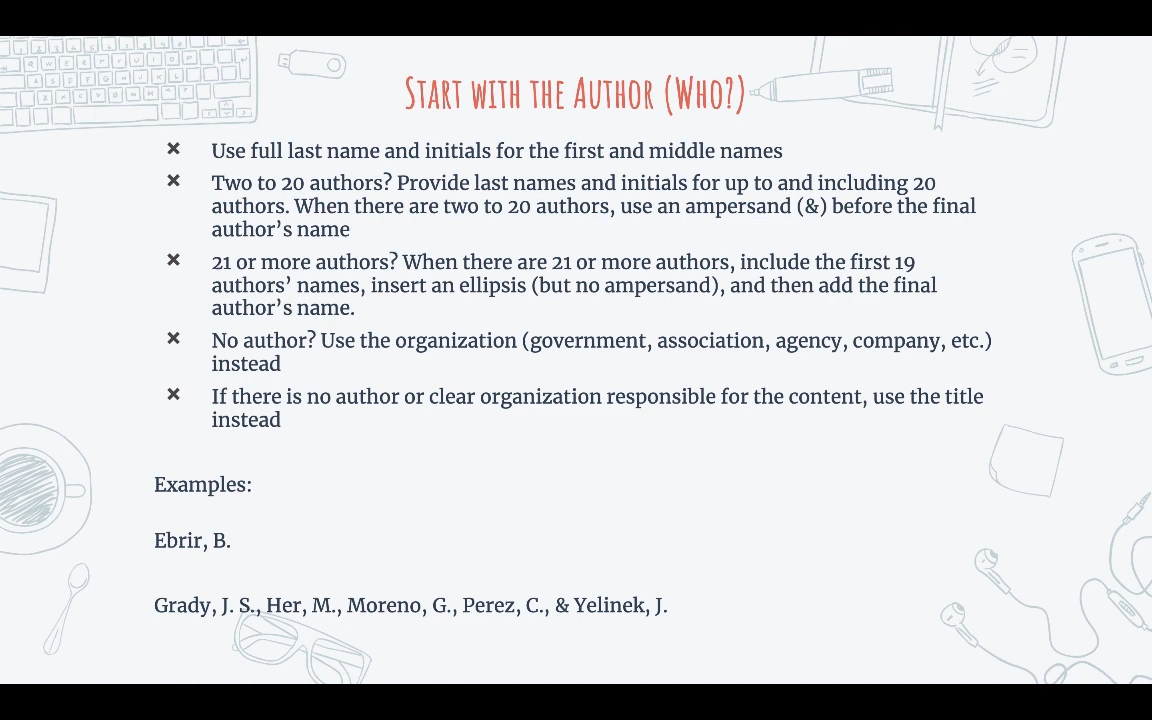 Start with the Author (Who?)
× Use full last name and initials for the first and middle names
× Two to 20 authors? Provide last names and initials for up to and including 20
authors. When there are two to 20 authors, use an ampersand (&) before the final
author’s name
× 21 or more authors? When there are 21 or more authors, include the first 19
authors’ names, insert an ellipsis (but no ampersand), and then add the final
author’s name.
× No author? Use the organization (government, association, agency, company, etc.)
instead
× If there is no author or clear organization responsible for the content, use the title
instead
Examples:
Ebrir, B.
Grady, J. S., Her, M., Moreno, G., Perez, C., & Yelinek, J.